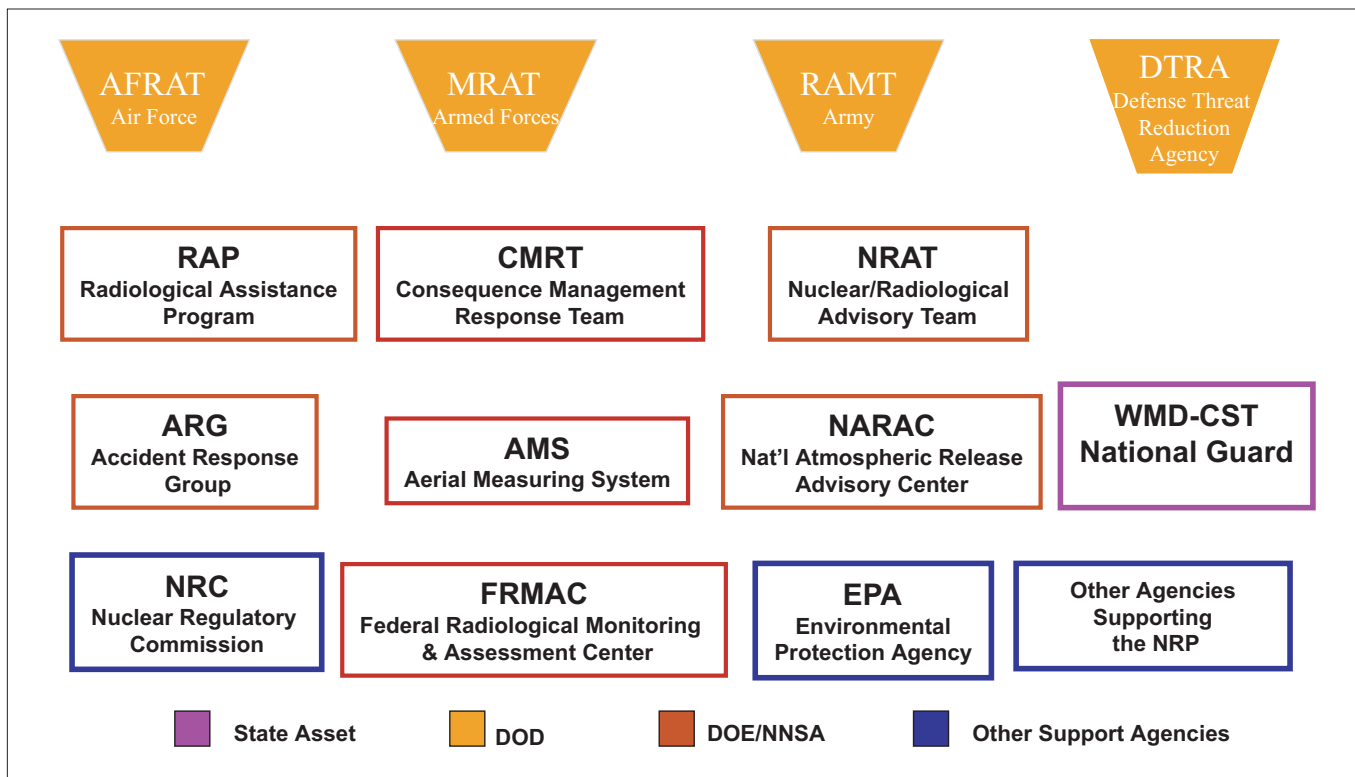 AFRAT
Air Force
MRAT
Armed Forces
RAMT
Army
DTRA
Defense Threat
Reduction
Agency
RAP
Radiological Assistance
Program
CMRT
Consequence Management
Response Team
NRAT
Nuclear/Radiological
Advisory Team
ARG
Accident Response
Group
AMS
Aerial Measuring System
NARAC
Nat’l Atmospheric Release
Advisory Center
WMD-CST
National Guard
NRC
Nuclear Regulatory
Commission
FRMAC
Federal Radiological Monitoring
& Assessment Center
EPA
Environmental
Protection Agency
Other Agencies
Supporting
the NRP
State Asset
DOD
DOE/NNSA
Other Support Agencies